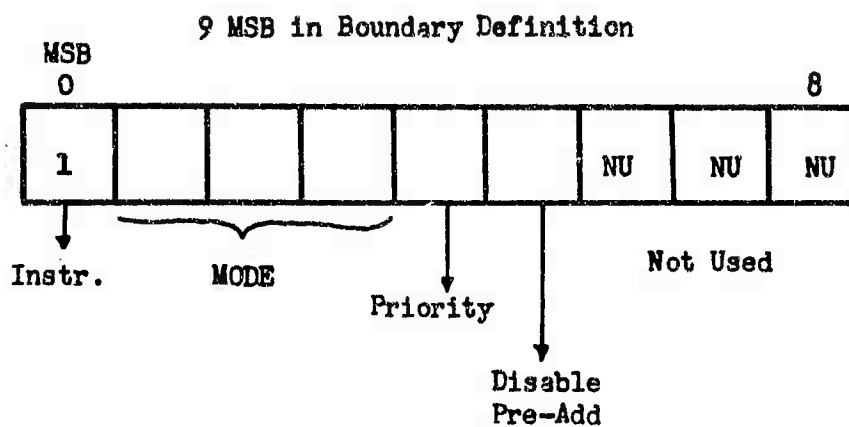 9 MSB in Boundary Definition
MSB
0 8
1 NU NU NU
Instr. MODE Not Used
Priority
Disable
Pre-Add